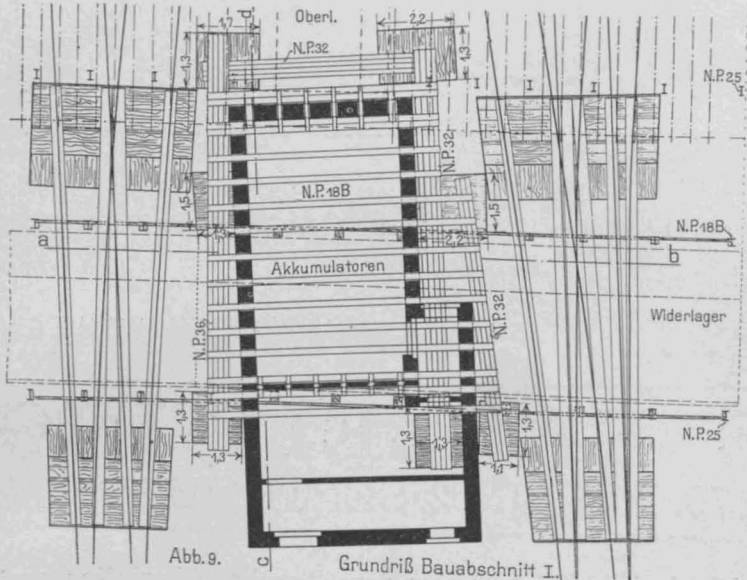 1,7
d
Oberl.
2,2
1,3
N.P.32
1,3
I I I
I I I I I
N.P.25
I
N.P.32
N.P.18B
1,5
1,5
N.P.18B
2,2
a
b
Akkumulatoren
N.P.36
N.P.32
Widerlager
1,3
1,3
1,3
N.P.25
1,3
1,3
1,1
Abb.9.
c
Grundriß Bauabschnitt I.